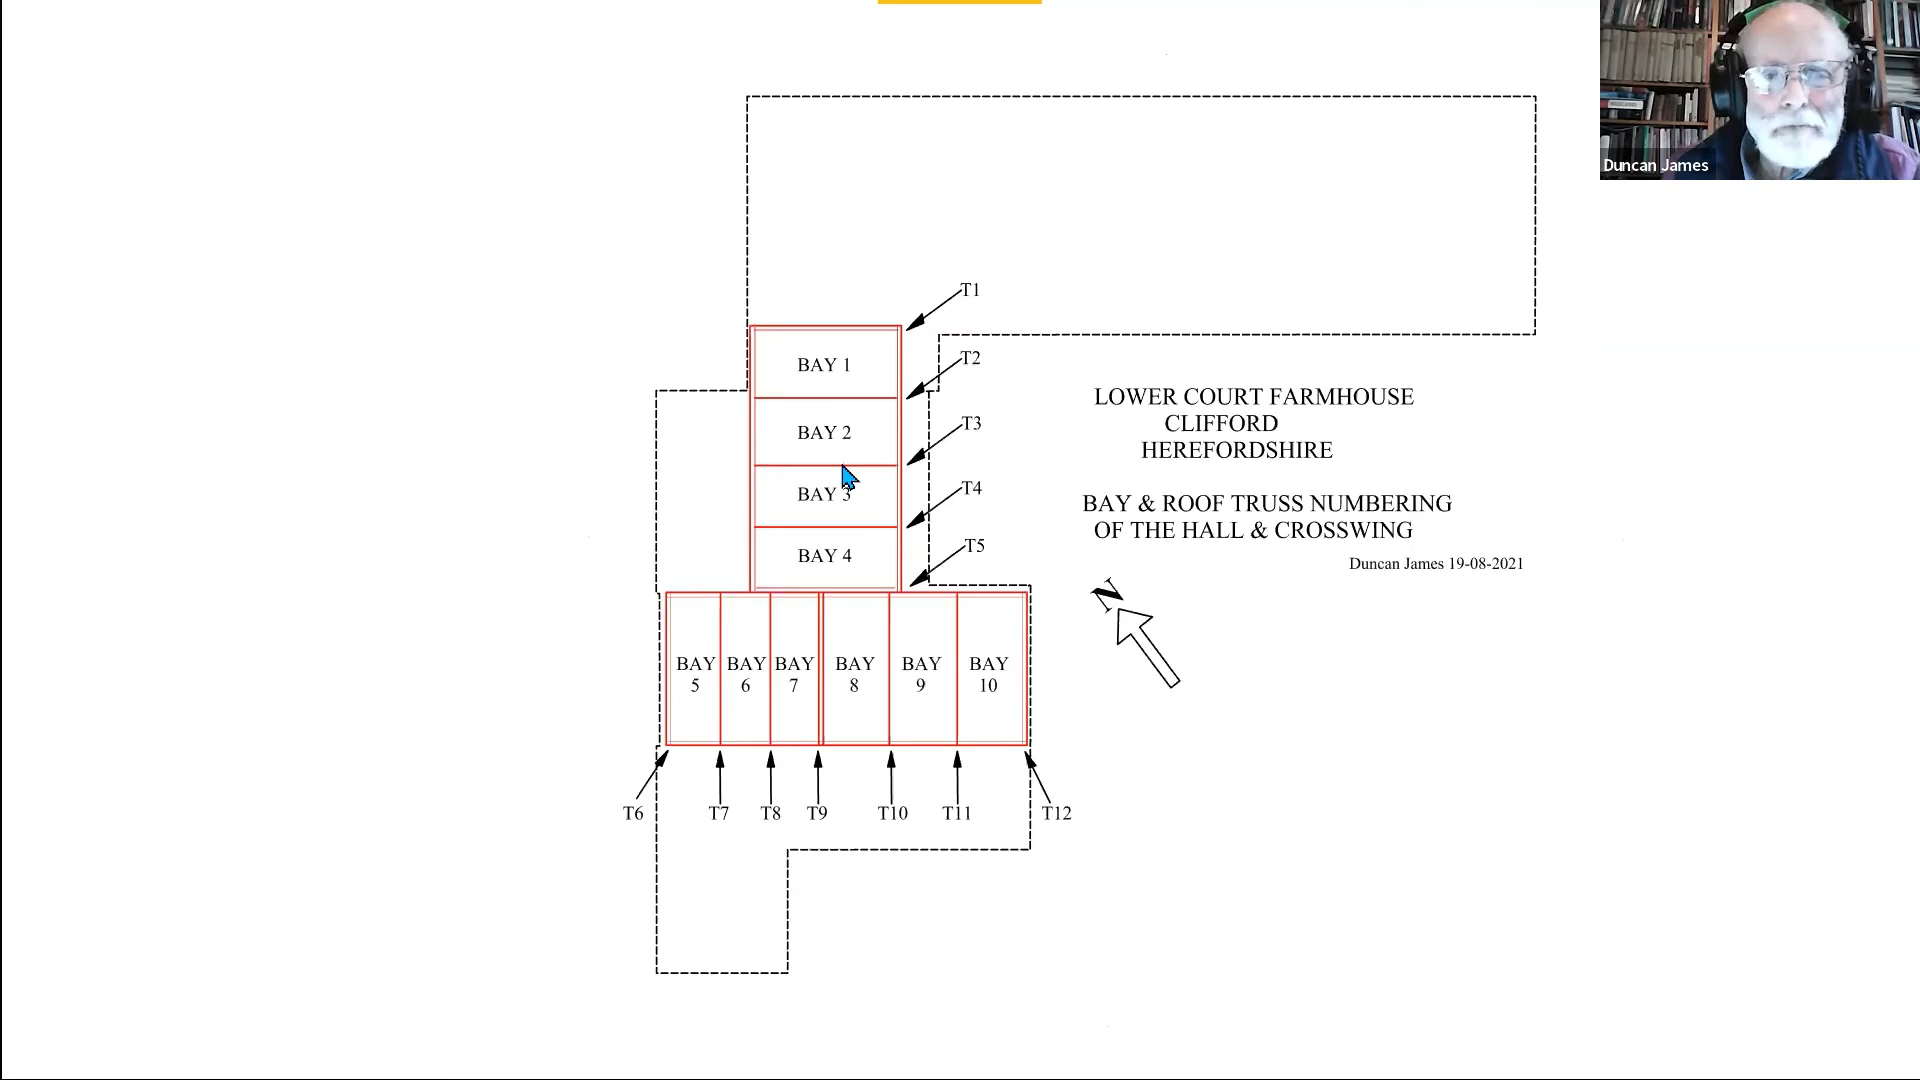 Duncan James
T1
BAY 1
T2
BAY 2
T3
BAY 3
T4
BAY 4
T5
LOWER COURT FARMHOUSE
CLIFFORD
HEREFORDSHIRE
BAY & ROOF TRUSS NUMBERING
OF THE HALL & CROSSWING
Duncan James 19-08-2021
N
BAY 5
BAY 6
BAY 7
BAY 8
BAY 9
BAY 10
T6
T7
T8
T9
T10
T11
T12